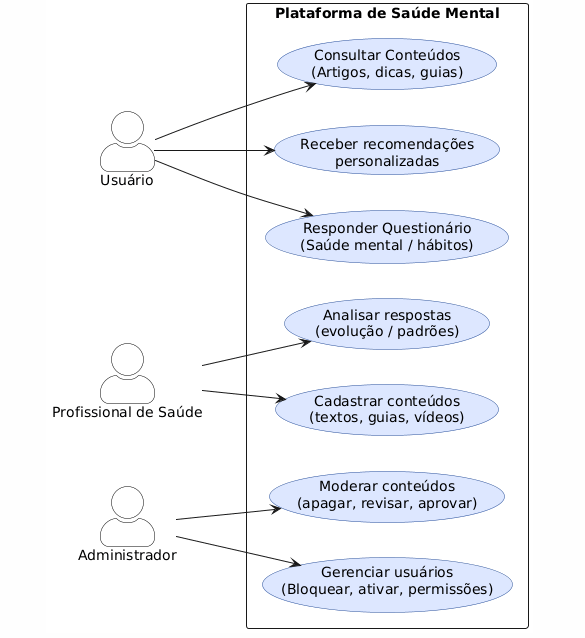 Plataforma de Saúde Mental
Consultar Conteúdos
(Artigos, dicas, guias)
Receber recomendações
personalizadas
Usuário
Responder Questionário
(Saúde mental / hábitos)
Analisar respostas
(evolução / padrões)
Profissional de Saúde
Cadastrar conteúdos
(textos, guias, vídeos)
Moderar conteúdos
(apagar, revisar, aprovar)
Administrador
Gerenciar usuários
(Bloquear, ativar, permissões)